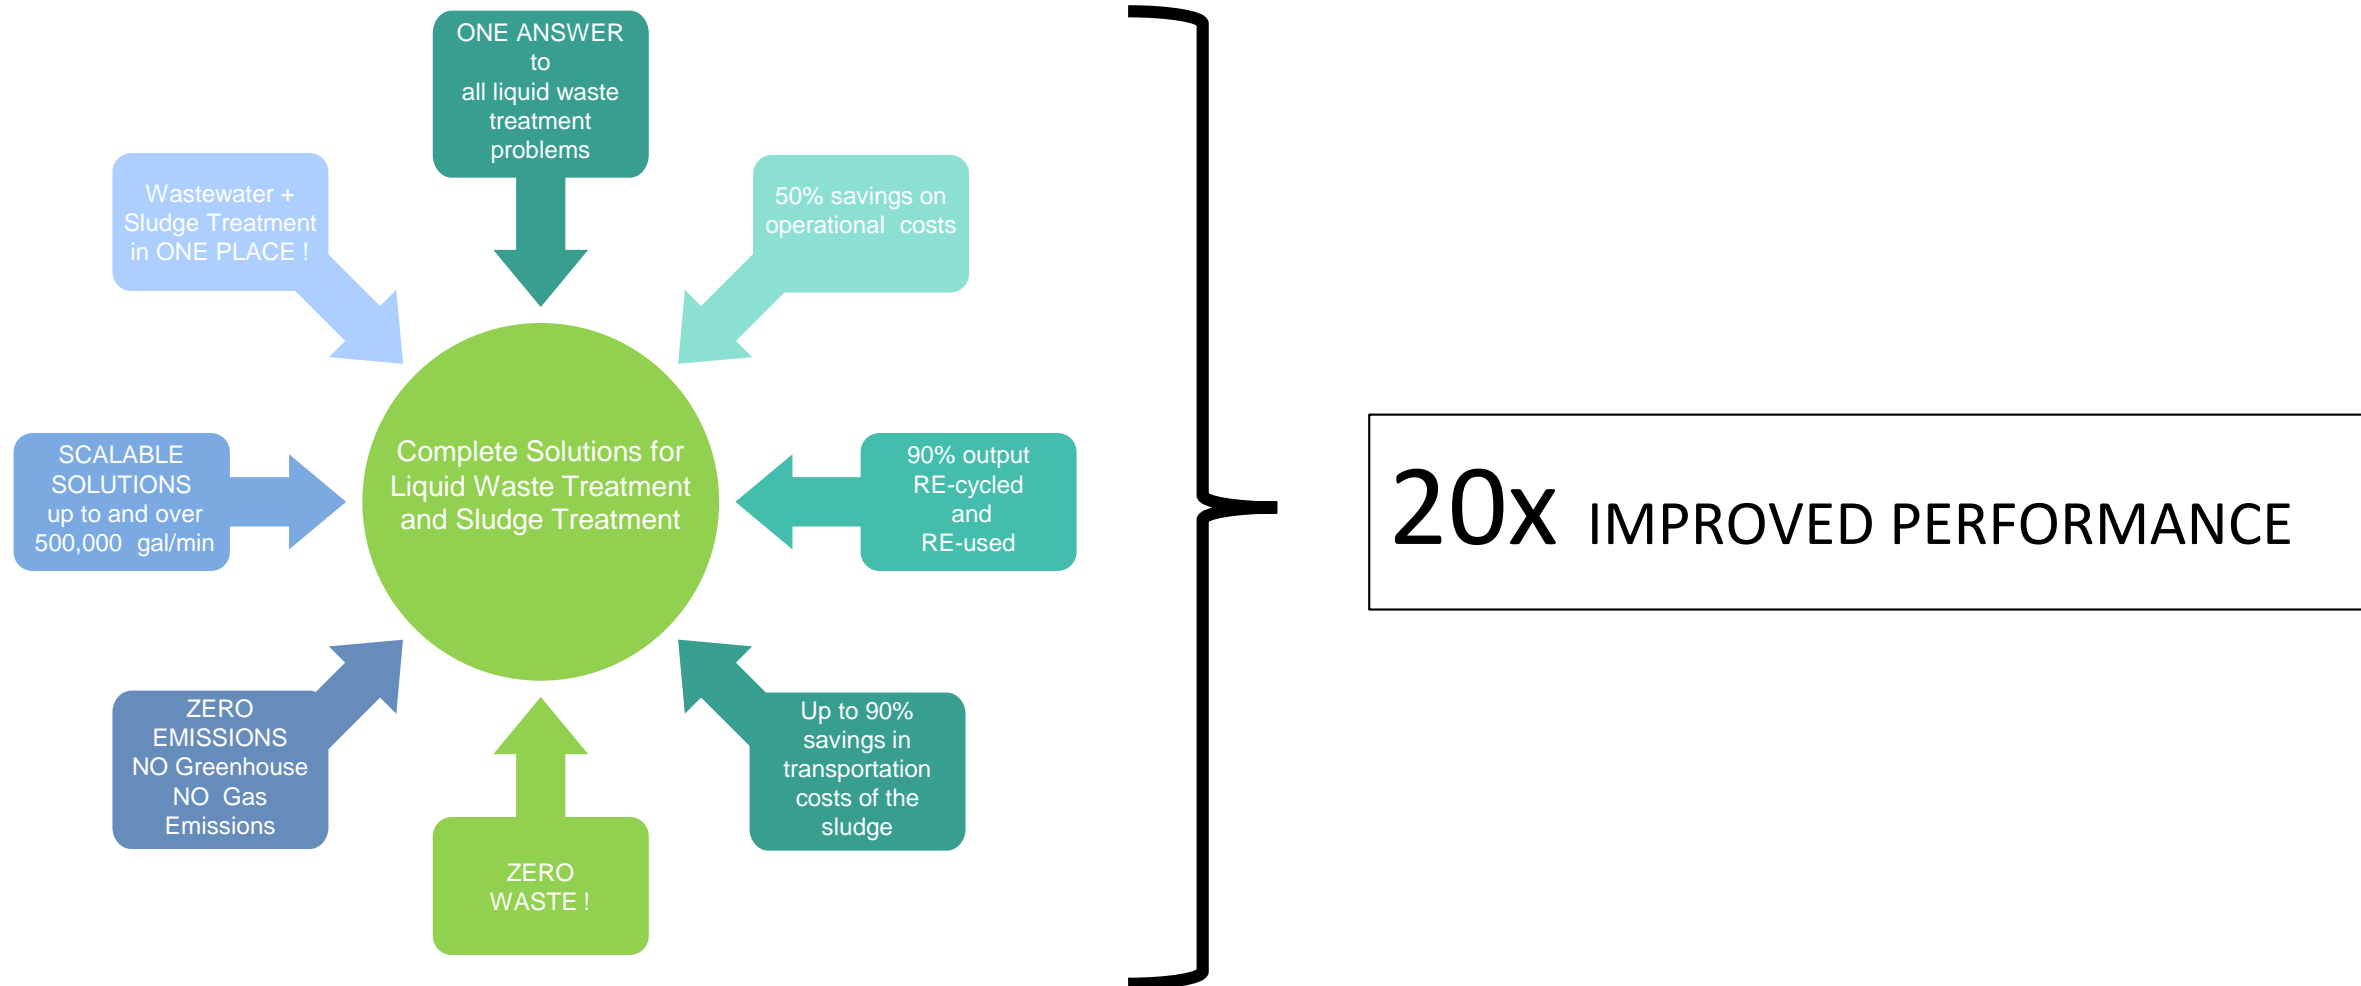 ONE ANSWER
to
all liquid waste
treatment
problems
50% savings on
operational costs
90% output
RE-cycled
and
RE-used
Up to 90%
savings in
transportation
costs of the
sludge
ZERO
WASTE !
ZERO
EMISSIONS
NO Greenhouse
NO Gas
Emissions
SCALABLE
SOLUTIONS
up to and over
500,000 gal/min
Wastewater +
Sludge Treatment
in ONE PLACE !
Complete Solutions for
Liquid Waste Treatment
and Sludge Treatment
20x IMPROVED PERFORMANCE